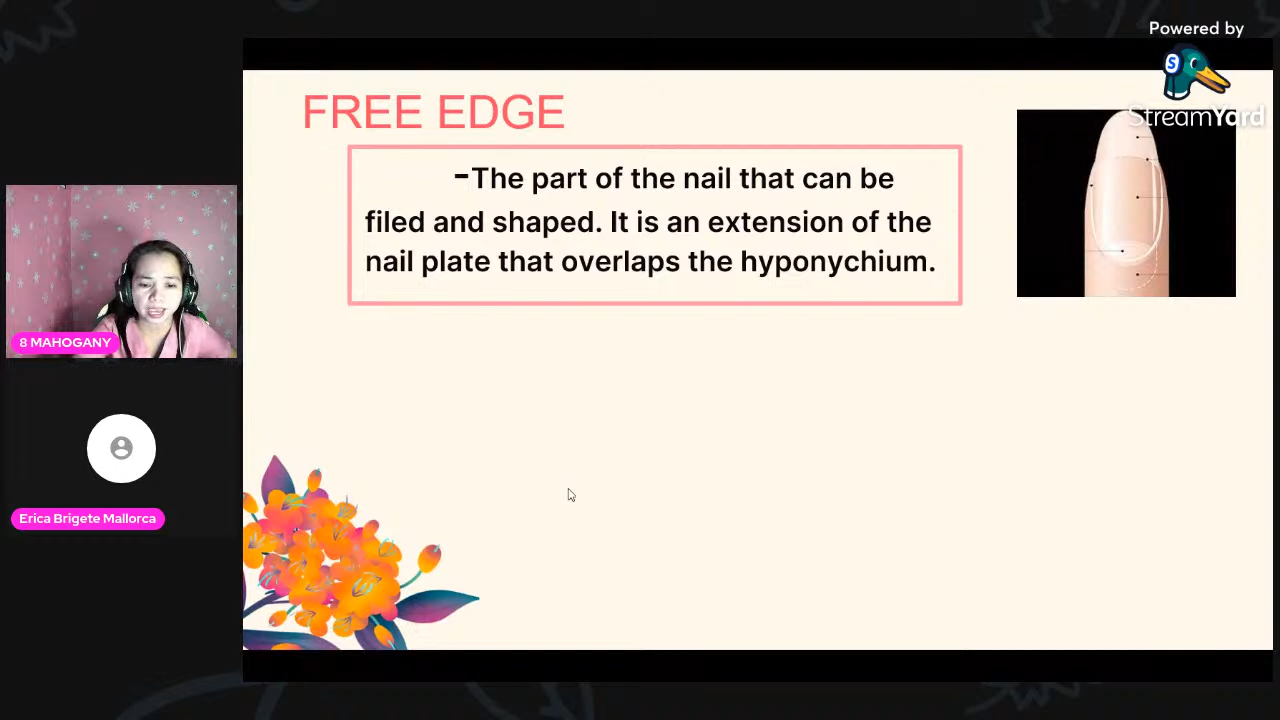 Powered by
StreamYard
FREE EDGE
-The part of the nail that can be
filed and shaped. It is an extension of the
nail plate that overlaps the hyponychium.
8 MAHOGANY
Erica Brigete Mallorca